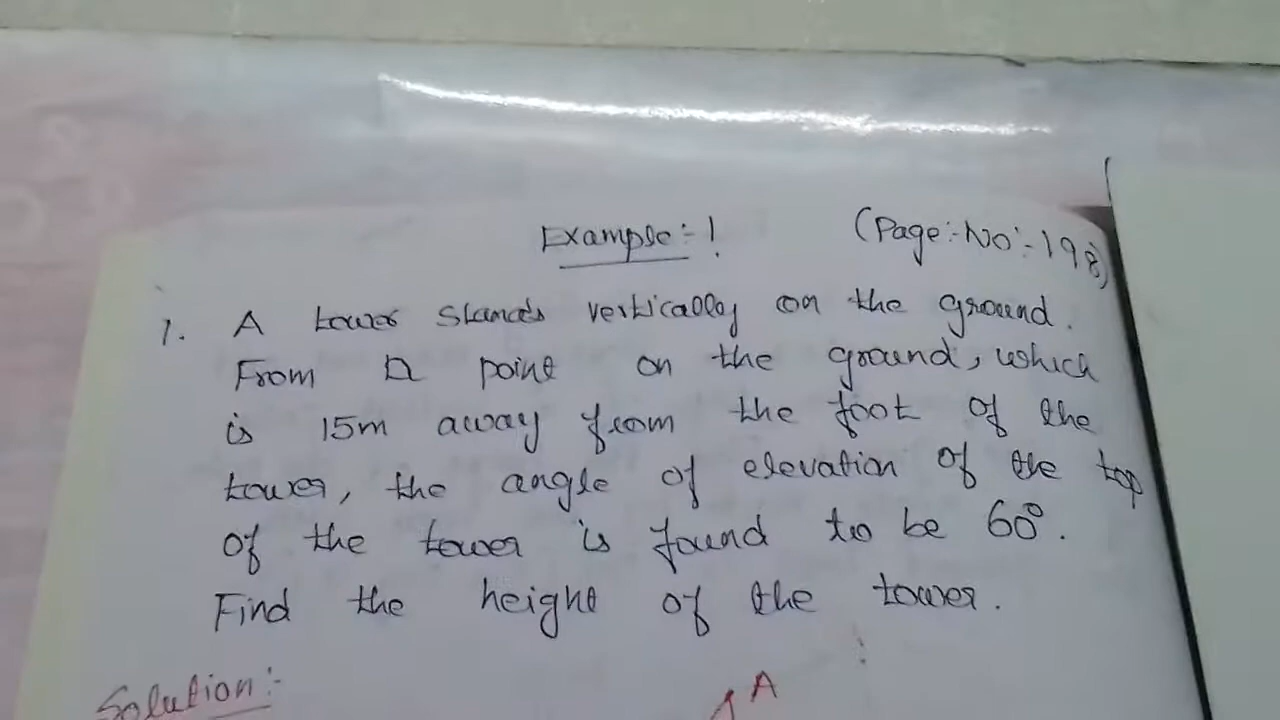 Example:- 1
(Page:-No:-198)
1. A tower stands vertically on the ground.
From a point on the ground, which
is 15m away from the foot of the
tower, the angle of elevation of the top
of the tower is found to be 60°.
Find the height of the tower.
Solution:-
A